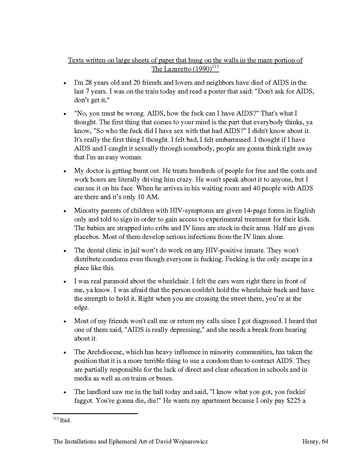 Texts written on large sheets of paper that hung on the walls in the maze portion of
The Lazaretto (1990)113
• I'm 28 years old and 20 friends and lovers and neighbors have died of AIDS in the
last 7 years. I was on the train today and read a poster that said: "Don't ask for AIDS,
don't get it."
• "No, you must be wrong. AIDS, how the fuck can I have AIDS?" That's what I
thought. The first thing that comes to your mind is the part that everybody thinks, ya
know, "So who the fuck did I have sex with that had AIDS?" I didn't know about it.
It's really the first thing I thought. I felt bad, I felt embarrassed. I thought if I have
AIDS and I caught it sexually through somebody, people are gonna think right away
that I'm an easy woman.
• My doctor is getting burnt out. He treats hundreds of people for free and the costs and
work hours are literally driving him crazy. He won't speak about it to anyone, but I
can see it on his face. When he arrives in his waiting room and 40 people with AIDS
are there and it's only 10 AM.
• Minority parents of children with HIV-symptoms are given 14-page forms in English
only and told to sign in order to gain access to experimental treatment for their kids.
The babies are strapped into cribs and IV lines are stuck in their arms. Half are given
placebos. Most of them develop serious infections from the IV lines alone.
• The dental clinic in jail won't do work on any HIV-positive inmate. They won't
distribute condoms even though everyone is fucking. Fucking is the only escape in a
place like this.
• I was real paranoid about the wheelchair. I felt the cars were right there in front of
me, ya know. I was afraid that the person couldn't hold the wheelchair back and have
the strength to hold it. Right when you are crossing the street there, you're at the
edge.
• Most of my friends won't call me or return my calls since I got diagnosed. I heard that
one of them said, "AIDS is really depressing," and she needs a break from hearing
about it.
• The Archdiocese, which has heavy influence in minority communities, has taken the
position that it is a more terrible thing to use a condom than to contract AIDS. They
are partially responsible for the lack of direct and clear education in schools and in
media as well as on trains or buses.
• The landlord saw me in the hall today and said, "I know what you got, you fuckin'
faggot. You're gonna die, die!" He wants my apartment because I only pay $225 a
113 Ibid.
The Installations and Ephemeral Art of David Wojnarowicz Henry, 64